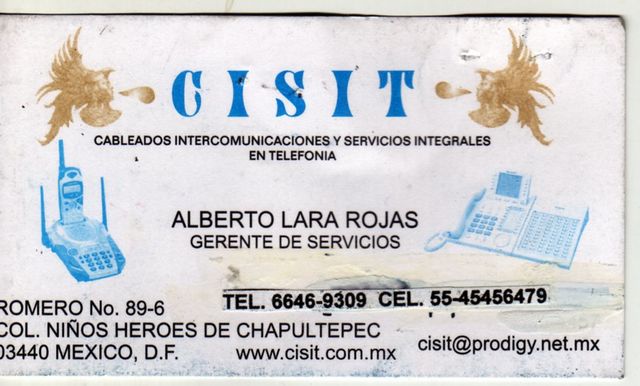 CISIT
CABLEADOS INTERCOMUNICACIONES Y SERVICIOS INTEGRALES
EN TELEFONIA
ALBERTO LARA ROJAS
GERENTE DE SERVICIOS
TEL. 6646-9309 CEL. 55-45456479
ROMERO No. 89-6
COL. NIÑOS HEROES DE CHAPULTEPEC
03440 MEXICO, D.F.
www.cisit.com.mx
cisit@prodigy.net.mx